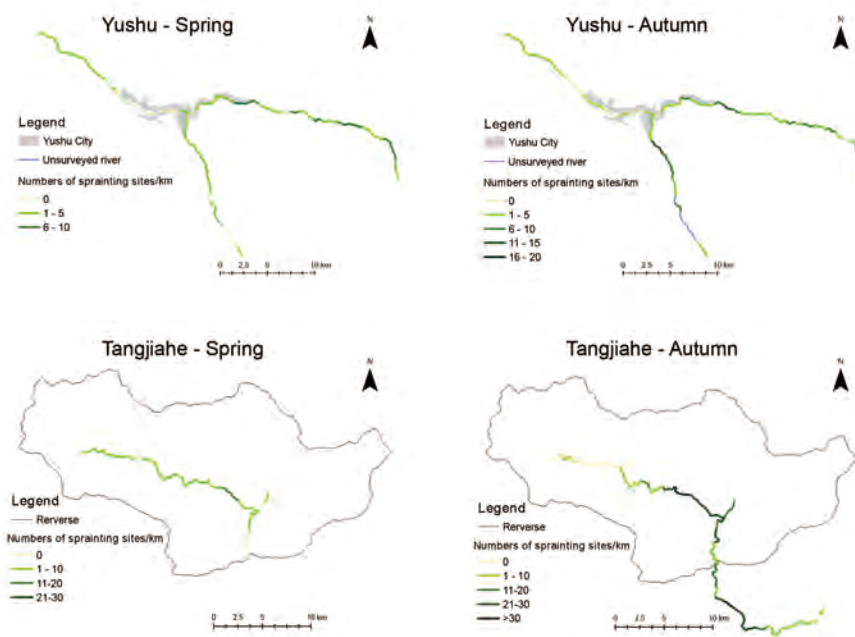 Yushu - Spring
N
Legend
Yushu City
Unsurveyed river
Numbers of sprainting sites/km
0
1 - 5
6 - 10
0 2.5 5 10 km
Yushu - Autumn
N
Legend
Yushu City
Unsurveyed river
Numbers of sprainting sites/km
0
1 - 5
6 - 10
11 - 15
16 - 20
0 2.5 5 10 km
Tangjiahe - Spring
N
Legend
Rerverse
Numbers of sprainting sites/km
0
1 - 10
11-20
21-30
0 2.5 5 10 km
Tangjiahe - Autumn
N
Legend
Rerverse
Numbers of sprainting sites/km
0
1 - 10
11-20
21-30
>30
0 2.5 5 10 km